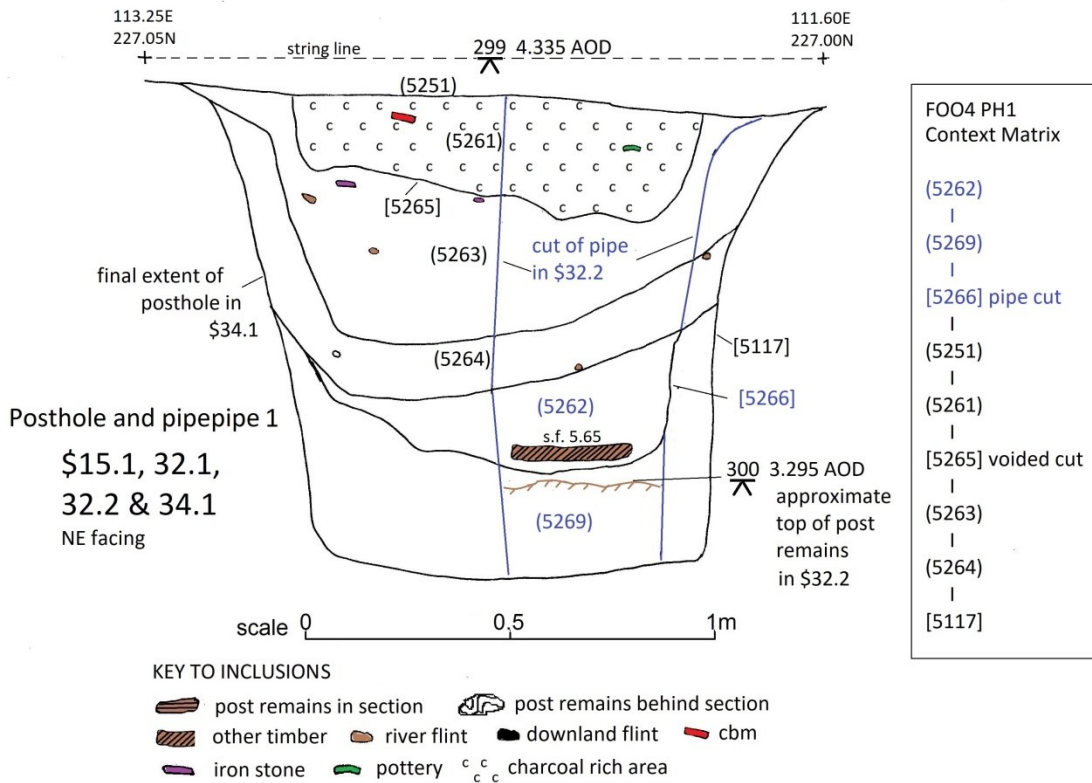 113.25E
227.05N
111.60E
227.00N
string line
299 4.335 AOD
(5251)
(5261)
[5265]
(5263)
cut of pipe
in $32.2
final extent of
posthole in
$34.1
(5264)
[5117]
(5262)
[5266]
s.f. 5.65
Posthole and pipepipe 1
$15.1, 32.1,
32.2 & 34.1
NE facing
300 3.295 AOD
approximate
top of post
remains
in $32.2
(5269)
scale 0 0.5 1m
KEY TO INCLUSIONS
post remains in section
post remains behind section
other timber
river flint
downland flint
cbm
iron stone
pottery
c c c c c charcoal rich area
FOO4 PH1
Context Matrix
(5262)
(5269)
[5266] pipe cut
(5251)
(5261)
[5265] voided cut
(5263)
(5264)
[5117]